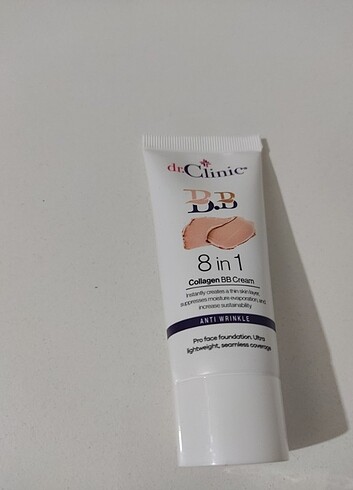 dr.Clinic
B.B
8 in 1
Collagen BB Cream
Instantly creates a thin skin layer,
suppresses moisture evaporation, and
increase sustainability
ANTI WRINKLE
Pro face foundation, Ultra
lightweight, seamless coverage